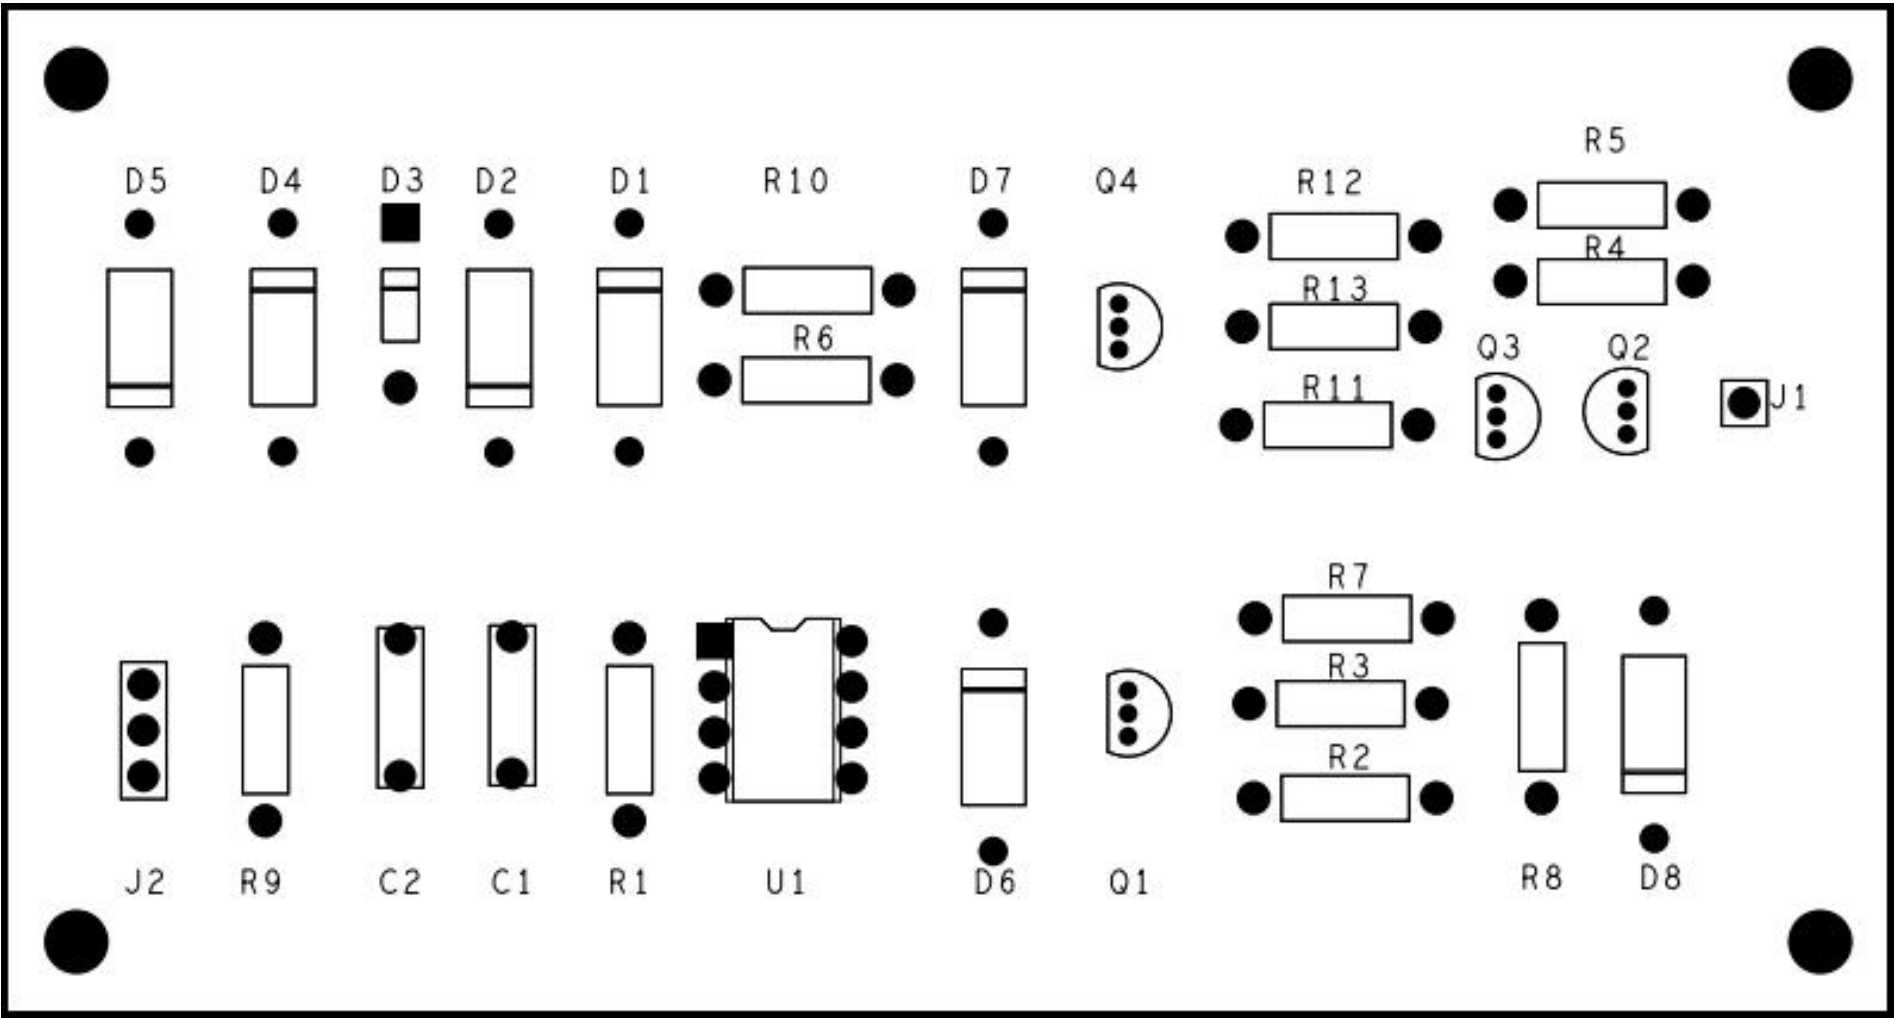 R5
D5 D4 D3 D2 D1 R10 D7 Q4 R12
R4
R13
R6
Q3 Q2
R11 J1
R7
R3
R2
J2 R9 C2 C1 R1 U1 D6 Q1 R8 D8